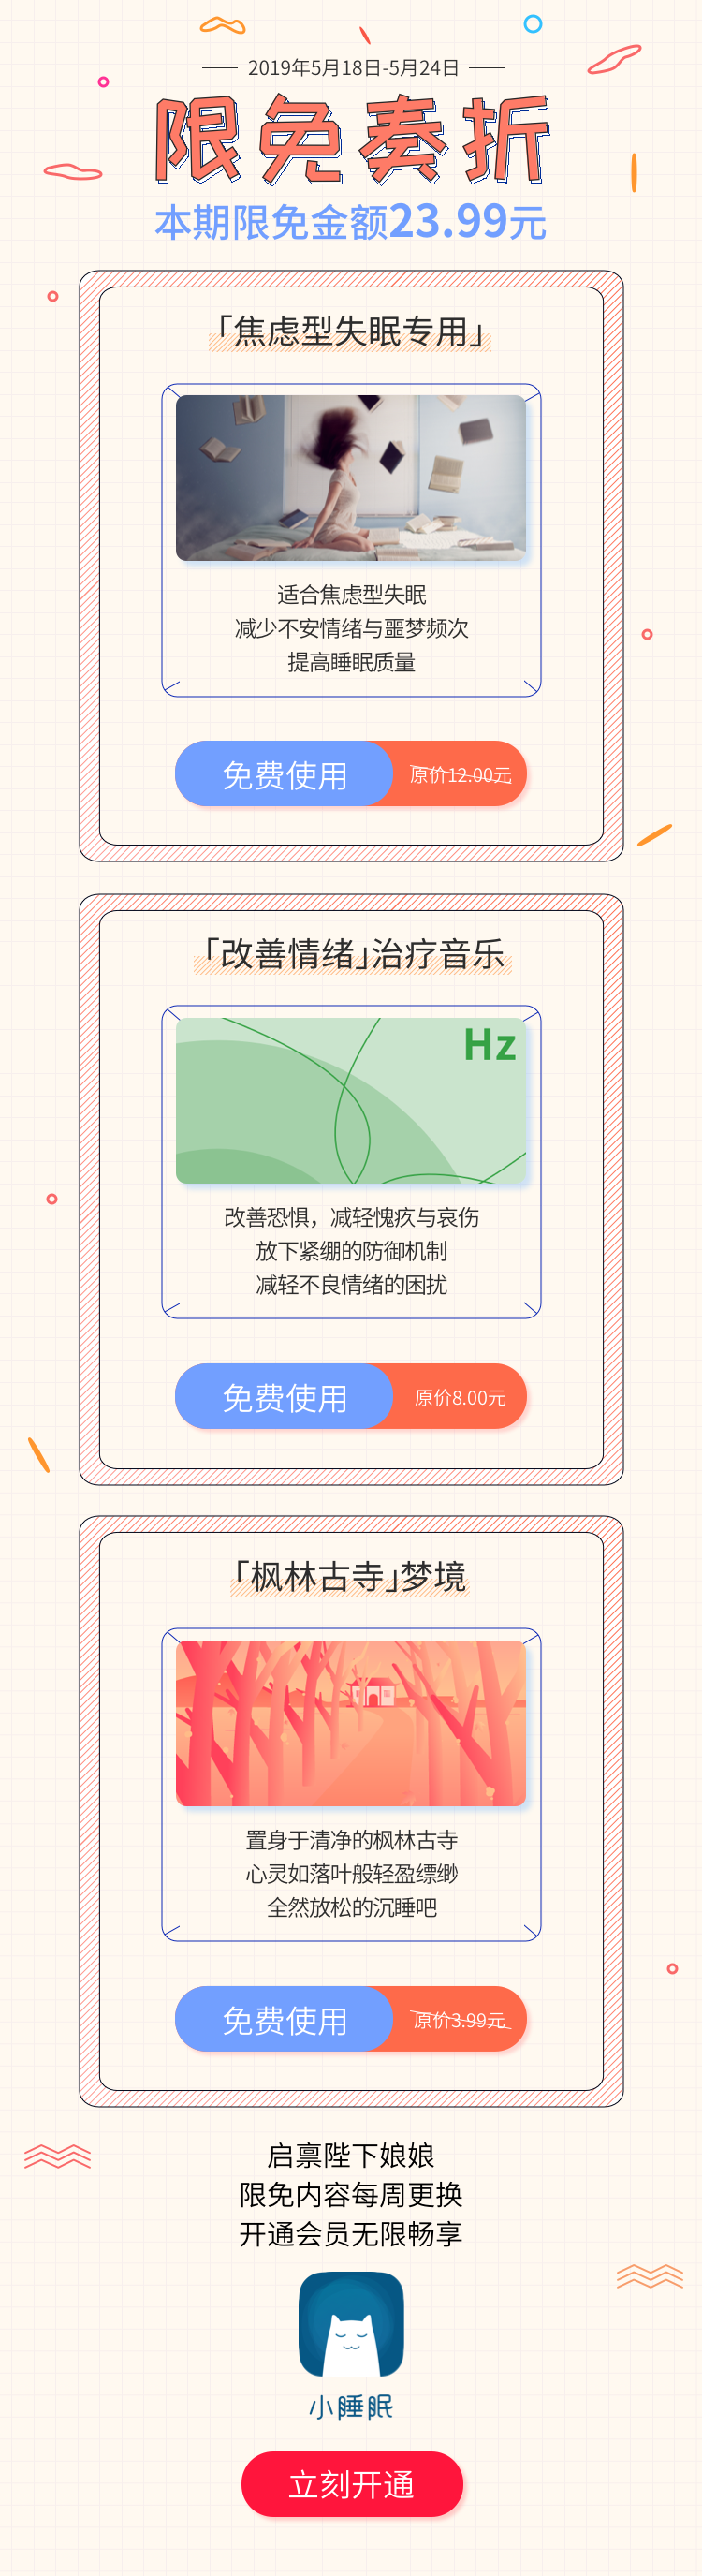 2019年5月18日-5月24日
限免奏折
本期限免金额23.99元
「焦虑型失眠专用」
适合焦虑型失眠
减少不安情绪与噩梦频次
提高睡眠质量
免费使用
原价12.00元
「改善情绪」治疗音乐
Hz
改善恐惧，减轻愧疚与哀伤
放下紧绷的防御机制
减轻不良情绪的困扰
免费使用
原价8.00元
「枫林古寺」梦境
置身于清净的枫林古寺
心灵如落叶般轻盈缥缈
全然放松的沉睡吧
免费使用
原价3.99元
启禀陛下娘娘
限免内容每周更换
开通会员无限畅享
小睡眠
立刻开通